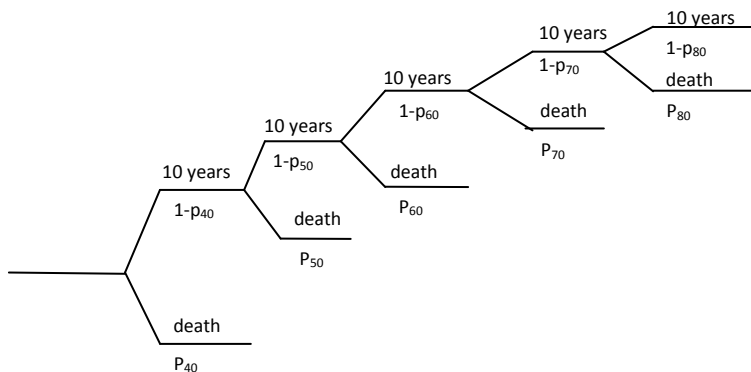 10 years
1-p₈₀
death
P₈₀
10 years
1-p₇₀
death
P₇₀
10 years
1-p₆₀
death
P₆₀
10 years
1-p₅₀
death
P₅₀
10 years
1-p₄₀
death
P₄₀